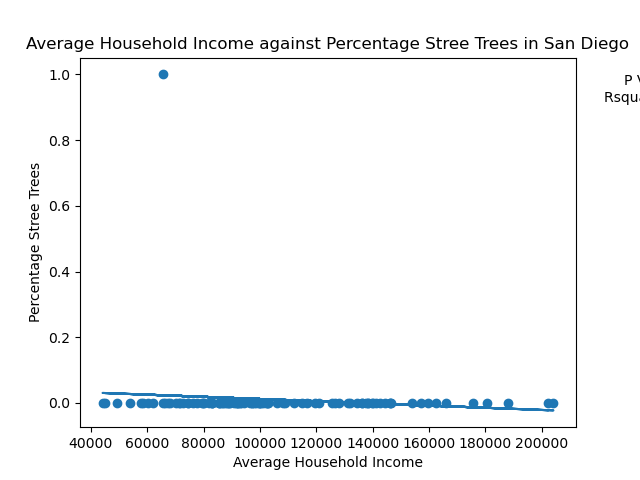 Average Household Income against Percentage Stree Trees in San Diego
P
Percentage Stree Trees
1.0
0.8
0.6
0.4
0.2
0.0
40000 60000 80000 100000 120000 140000 160000 180000 200000
Average Household Income